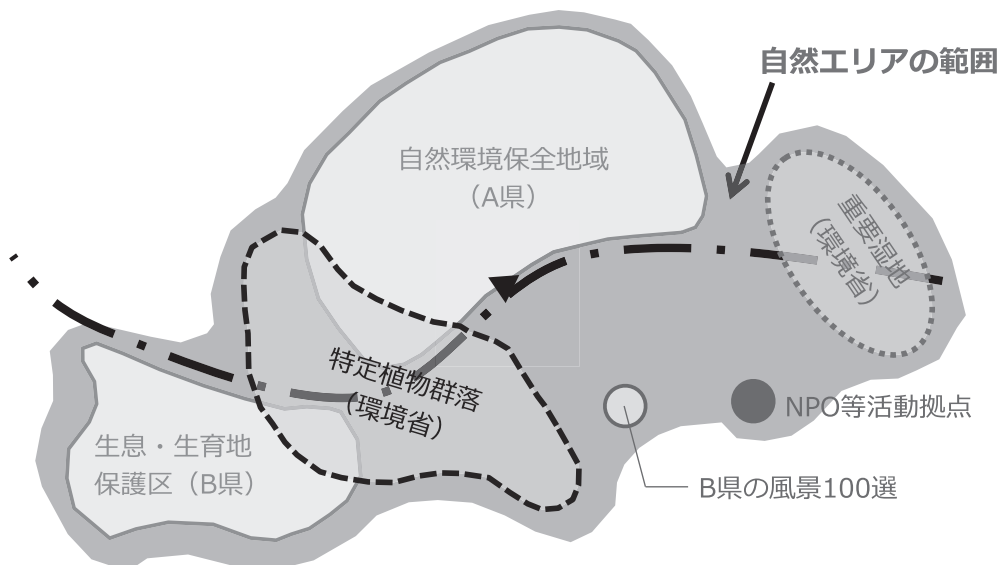 自然エリアの範囲
自然環境保全地域
（A県）
重要湿地
（環境省）
特定植物群落
（環境省）
NPO等活動拠点
生息・生育地
保護区（B県）
B県の風景100選